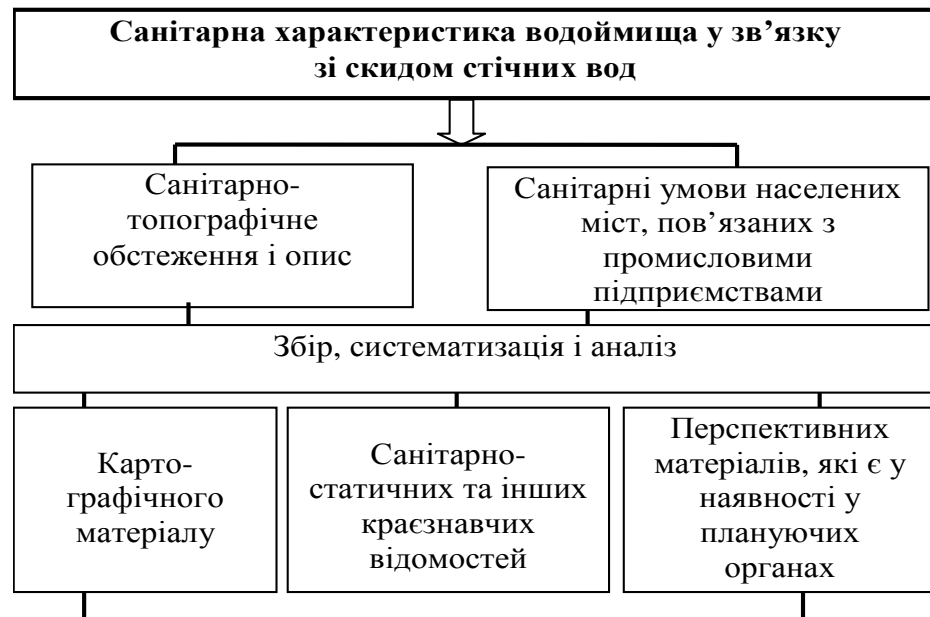 Санітарна характеристика водоймища у зв’язку
зі скидом стічних вод
Санітарно-
топографічне
обстеження і опис
Санітарні умови населених
міст, пов’язаних з
промисловими
підприємствами
Збір, систематизація і аналіз
Карто-
графічного
матеріалу
Санітарно-
статичних та інших
краєзнавчих
відомостей
Перспективних
матеріалів, які є у
наявності у
плануючих
органах